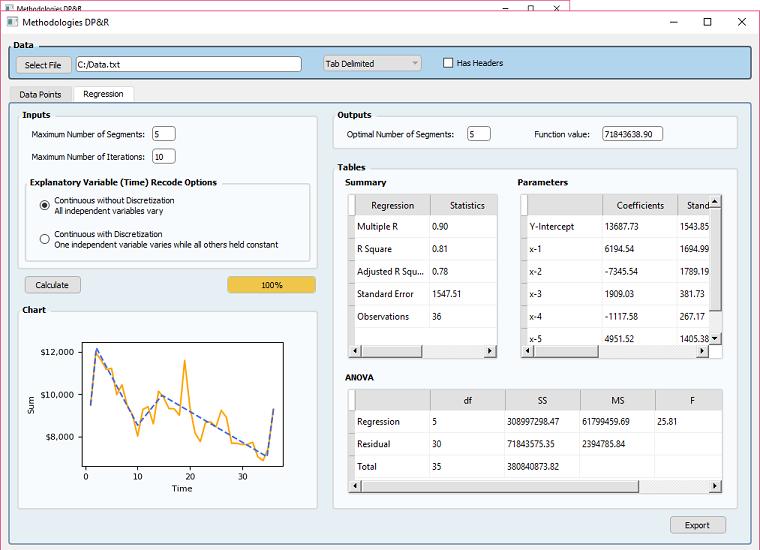 Methodologies DP&R
Methodologies DP&R
Data
Select File C:/Data.txt Tab Delimited Has Headers
Data Points Regression
Inputs
Maximum Number of Segments: 5
Maximum Number of Iterations: 10
Explanatory Variable (Time) Recode Options
Continuous without Discretization
All independent variables vary
Continuous with Discretization
One independent variable varies while all others held constant
Calculate 100%
Chart
$12,000
$10,000
$8,000
Sum
0 10 20 30
Time
Outputs
Optimal Number of Segments: 5 Function value: 71843638.90
Tables
Summary
Regression Statistics
Multiple R 0.90
R Square 0.81
Adjusted R Squ... 0.78
Standard Error 1547.51
Observations 36
Parameters
Coefficients Stand
Y-Intercept 13687.73 1543.85
x-1 6194.54 1694.99
x-2 -7345.54 1789.19
x-3 1909.03 381.73
x-4 -1117.58 267.17
x-5 4951.52 1405.38
ANOVA
df SS MS F
Regression 5 308997298.47 61799459.69 25.81
Residual 30 71843575.35 2394785.84
Total 35 380840873.82
Export